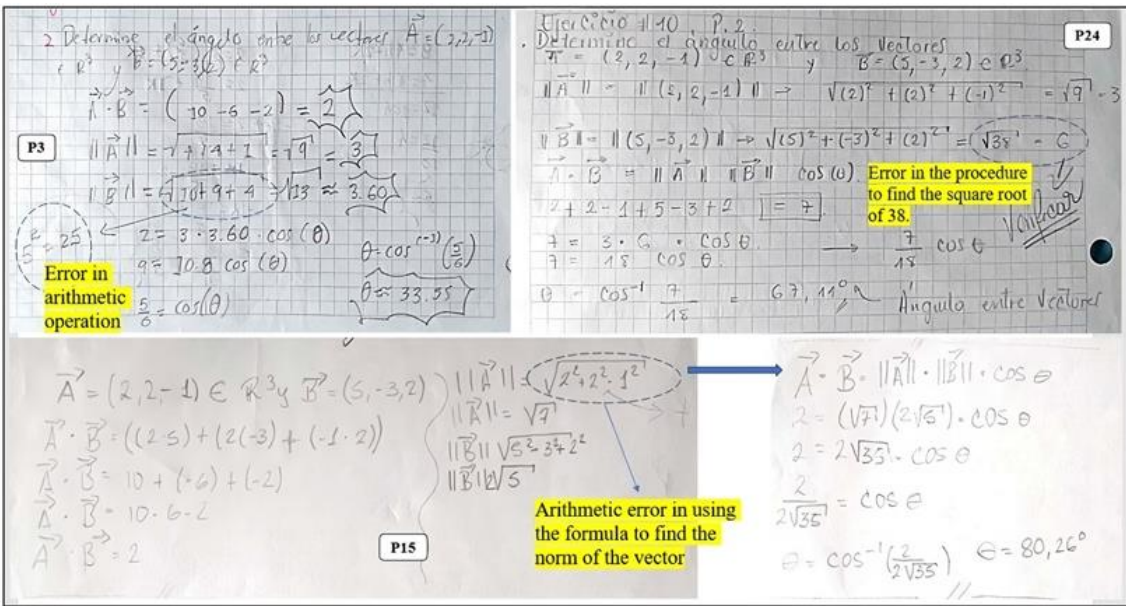 2 Determine el ángulo entre los vectores A = (2,2,-1)
∈ R³ y B = (5-3,2) ∈ R³
A · B = ( 10 -6 -2 ) = 2
||A|| = √4+4+1 = √9 = 3
P3
||B|| = √10+9+4 = √13 ≈ 3.60
5² = 25
2 = 3 · 3.60 · cos (θ)
9 = 10.8 cos (θ)
5/6 = cos(θ)
θ = cos⁽⁻¹⁾ (5/6)
θ ≈ 33.55
Error in
arithmetic
operation
Ejercicio #10 P. 2
P24
. Determine el ángulo entre los vectores
A = (2, 2, -1) ∈ R³ y B = (5, -3, 2) ∈ R³
||A|| = || (2, 2, -1) || → √(2)² + (2)² + (-1)² = √9 = 3
||B|| = || (5, -3, 2) || → √(5)² + (-3)² + (2)² = √38 = 6
A · B = ||A|| ||B|| cos (θ).
Error in the procedure
to find the square root
of 38.
Verificar
2 + 2 - 1 + 5 - 3 + 2 = 7
7 = 3 · 6 · cos θ. → 7/18 cos θ
7 = 18 cos θ.
θ = cos⁻¹ 7/18 = 67,11° Ángulo entre Vectores
A = (2,2,-1) ∈ R³ y B = (5,-3,2)
A · B = ((2·5) + (2(-3) + (-1·2))
A · B = 10 + (-6) + (-2)
A · B = 10-6-2
A · B = 2
P15
||A|| = √2²+2²-1²
||A|| = √7
||B|| √5²-3²+2²
||B|| 2√5
Arithmetic error in using
the formula to find the
norm of the vector
A · B = ||A|| · ||B|| · cos θ
2 = (√7) (2√5) · cos θ
2 = 2√35 · cos θ
2/2√35 = cos θ
θ = cos⁻¹(2/2√35) θ = 80,26°